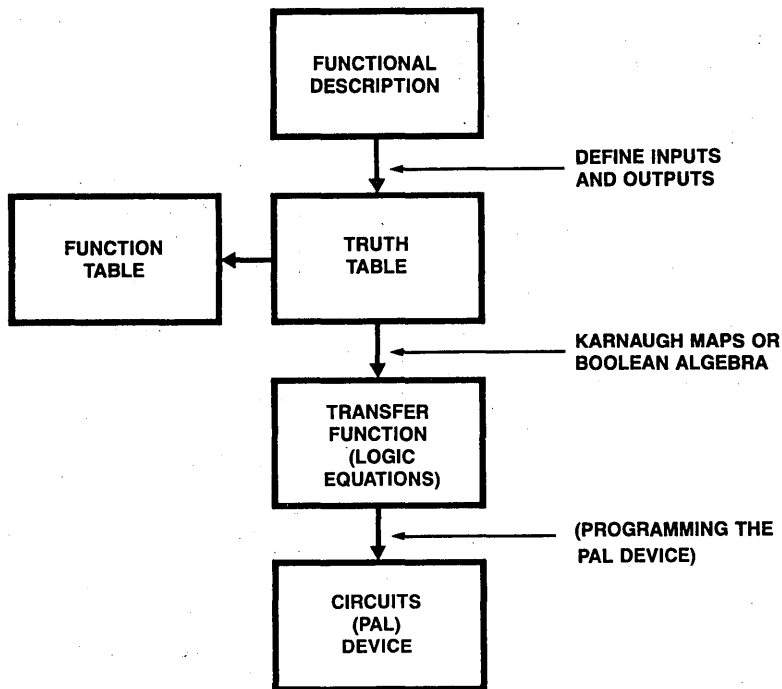 FUNCTIONAL
DESCRIPTION
DEFINE INPUTS
AND OUTPUTS
FUNCTION
TABLE
TRUTH
TABLE
KARNAUGH MAPS OR
BOOLEAN ALGEBRA
TRANSFER
FUNCTION
(LOGIC
EQUATIONS)
(PROGRAMMING THE
PAL DEVICE)
CIRCUITS
(PAL)
DEVICE